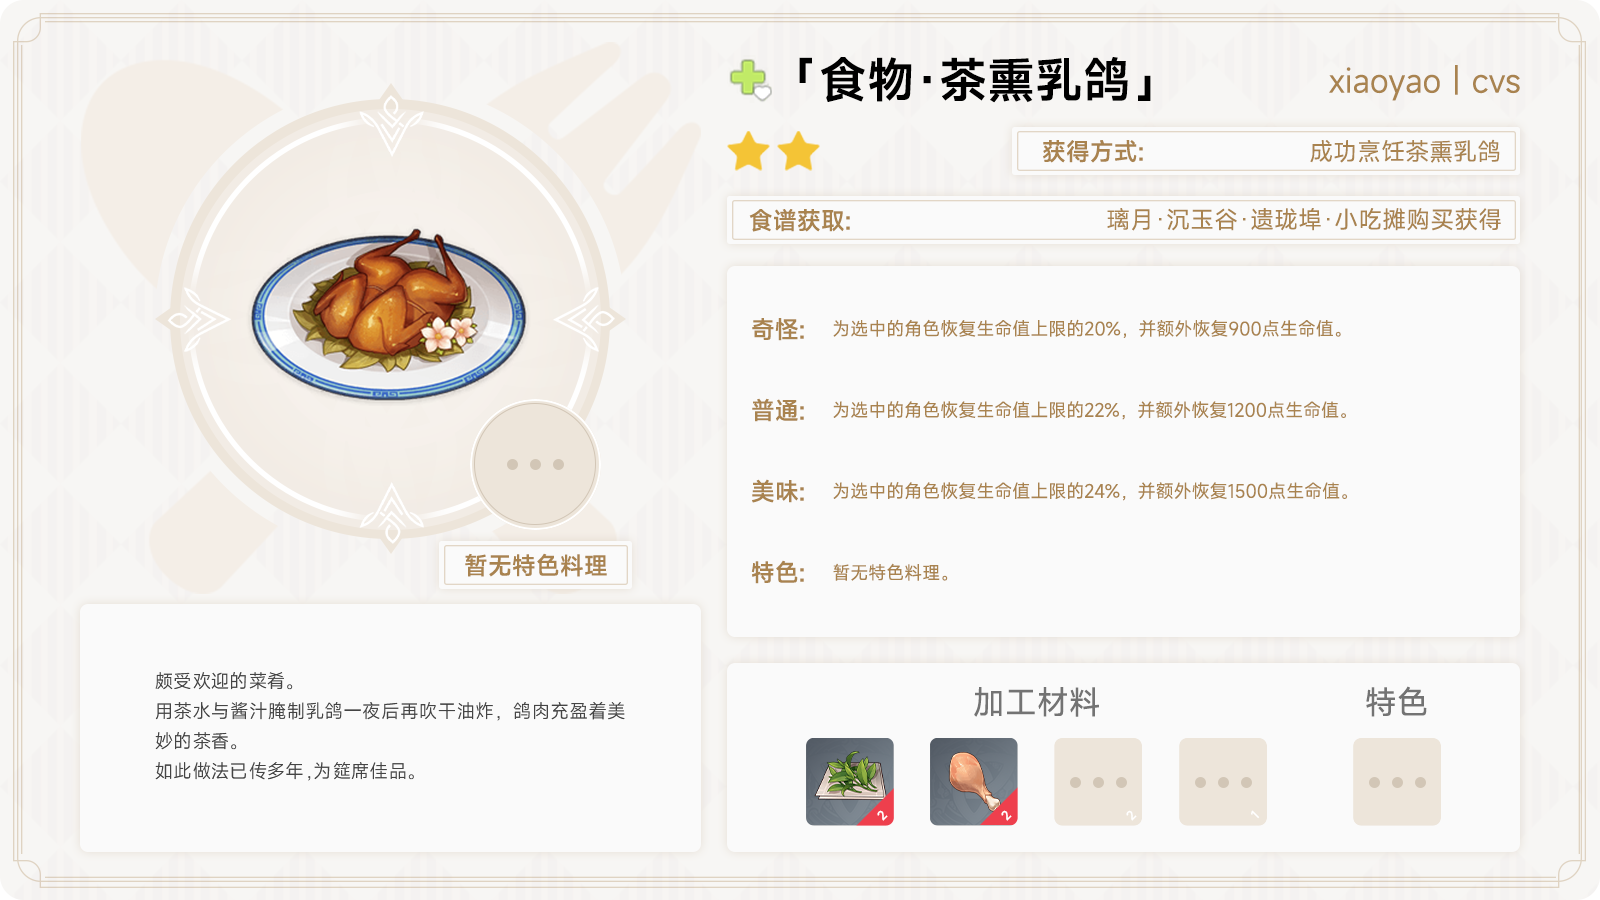 「食物·茶熏乳鸽」
xiaoyao | cvs
获得方式: 成功烹饪茶熏乳鸽
食谱获取: 璃月·沉玉谷·遗珑埠·小吃摊购买获得
奇怪: 为选中的角色恢复生命值上限的20%，并额外恢复900点生命值。
普通: 为选中的角色恢复生命值上限的22%，并额外恢复1200点生命值。
美味: 为选中的角色恢复生命值上限的24%，并额外恢复1500点生命值。
特色: 暂无特色料理。
暂无特色料理
颇受欢迎的菜肴。
用茶水与酱汁腌制乳鸽一夜后再吹干油炸，鸽肉充盈着美
妙的茶香。
如此做法已传多年,为筵席佳品。
加工材料 特色
2 2 2 1